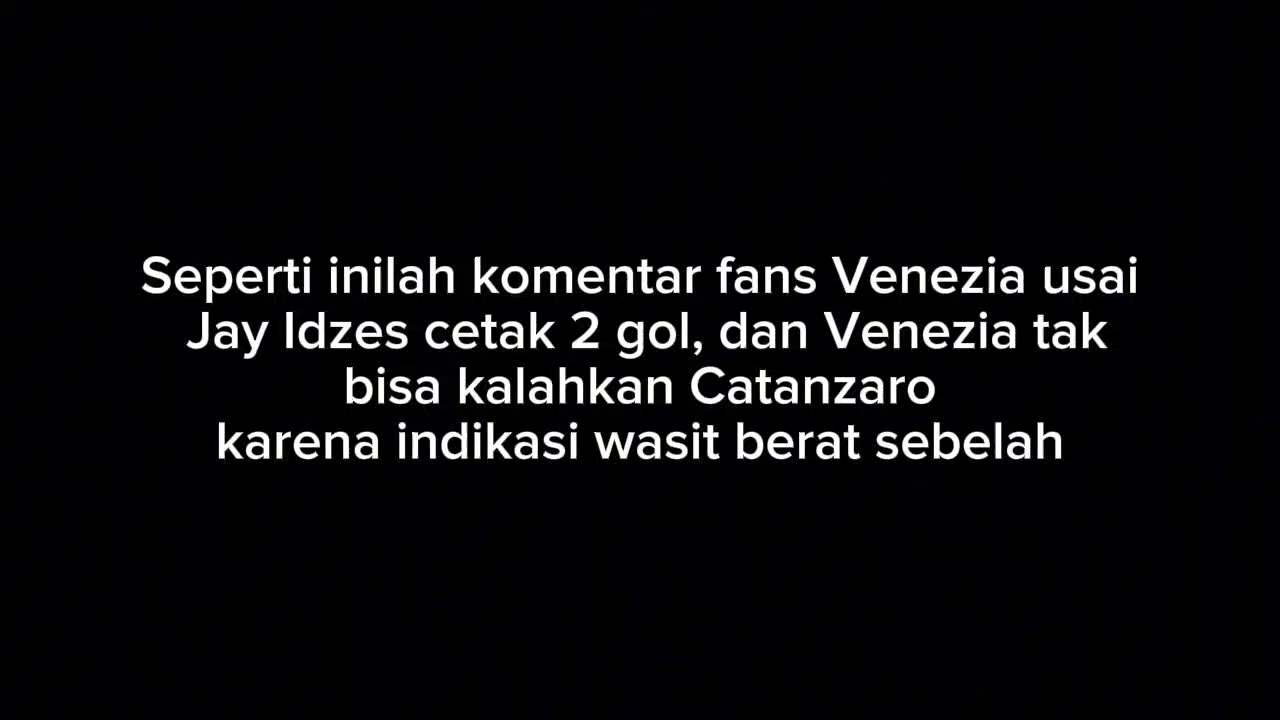 Seperti inilah komentar fans Venezia usai
Jay Idzes cetak 2 gol, dan Venezia tak
bisa kalahkan Catanzaro
karena indikasi wasit berat sebelah